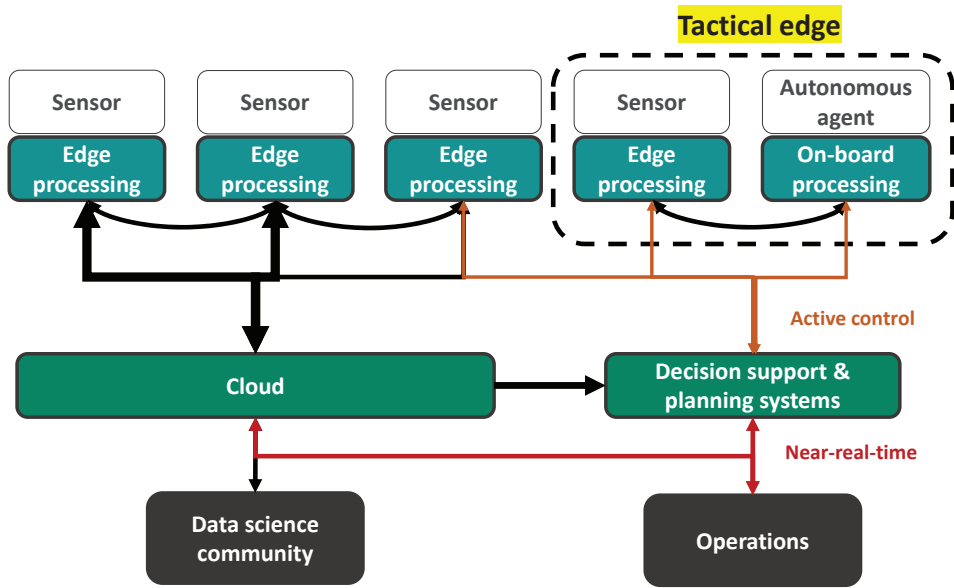 Tactical edge
Sensor
Sensor
Sensor
Sensor
Autonomous
agent
Edge
processing
Edge
processing
Edge
processing
Edge
processing
On-board
processing
Active control
Cloud
Decision support &
planning systems
Near-real-time
Data science
community
Operations